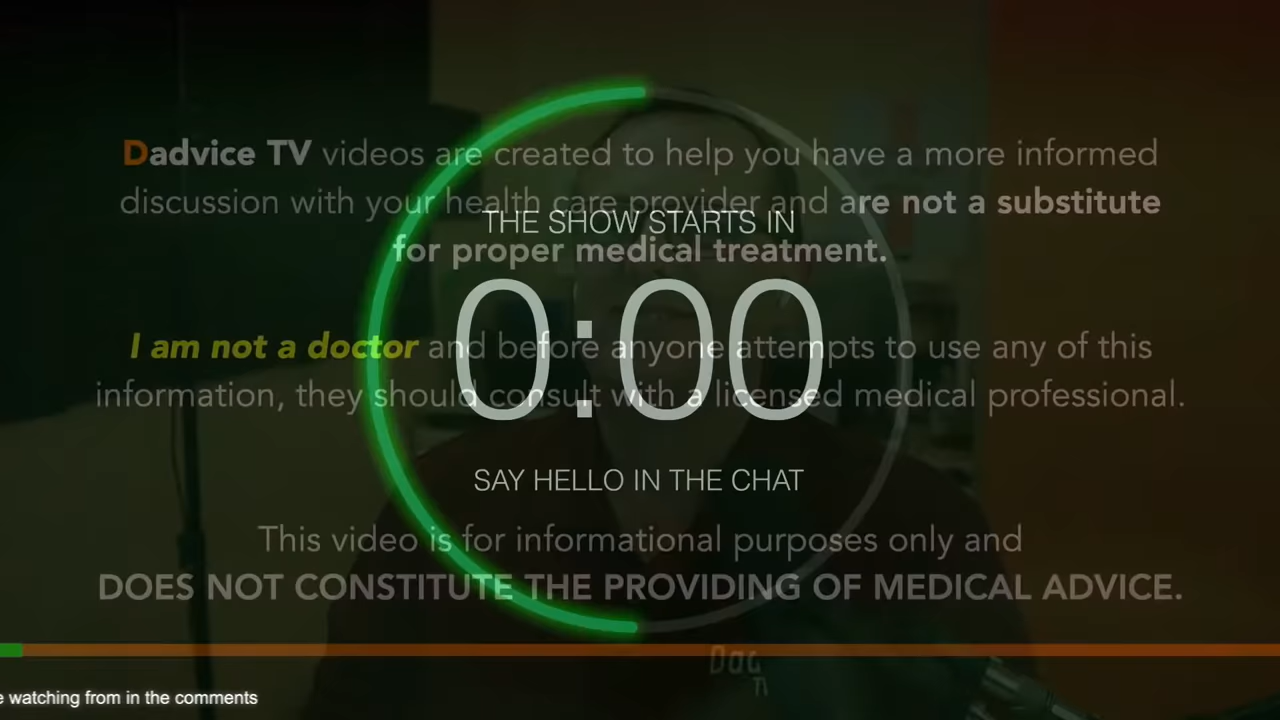 Dadvice TV videos are created to help you have a more informed
discussion with your health care provider and are not a substitute
THE SHOW STARTS IN
for proper medical treatment.
0:00
I am not a doctor and before anyone attempts to use any of this
information, they should consult with a licensed medical professional.
SAY HELLO IN THE CHAT
This video is for informational purposes only and
DOES NOT CONSTITUTE THE PROVIDING OF MEDICAL ADVICE.
watching from in the comments